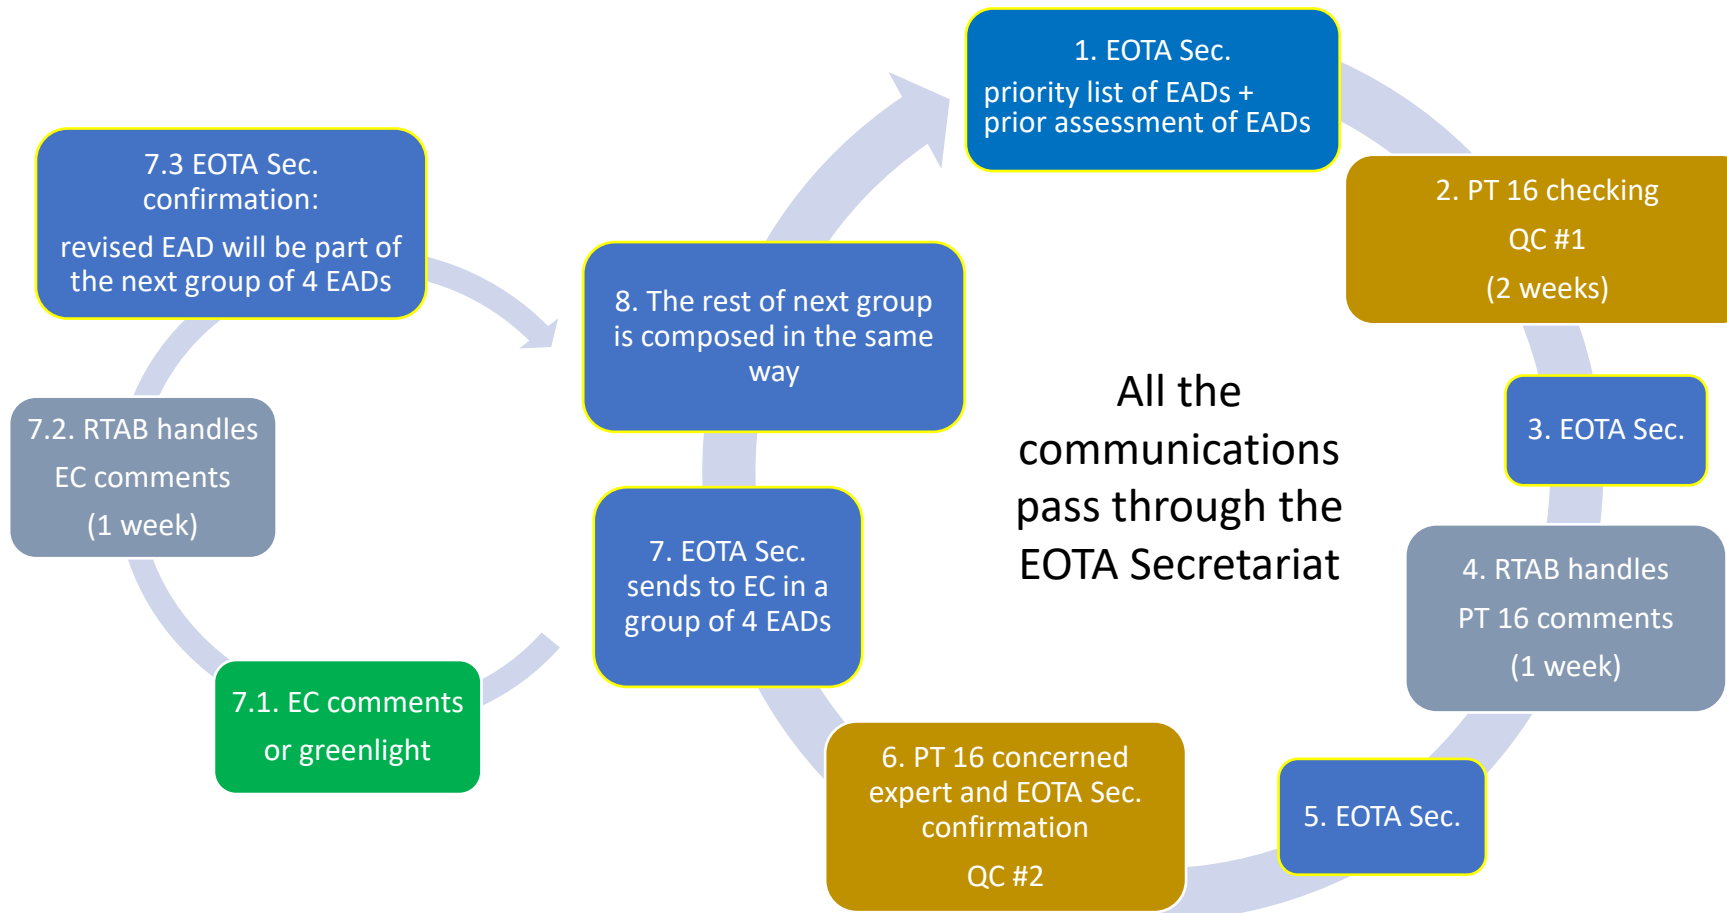 1. EOTA Sec.
priority list of EADs +
prior assessment of EADs
2. PT 16 checking
QC #1
(2 weeks)
3. EOTA Sec.
4. RTAB handles
PT 16 comments
(1 week)
5. EOTA Sec.
6. PT 16 concerned
expert and EOTA Sec.
confirmation
QC #2
7. EOTA Sec.
sends to EC in a
group of 4 EADs
7.1. EC comments
or greenlight
7.2. RTAB handles
EC comments
(1 week)
7.3 EOTA Sec.
confirmation:
revised EAD will be part of
the next group of 4 EADs
8. The rest of next group
is composed in the same
way
All the
communications
pass through the
EOTA Secretariat